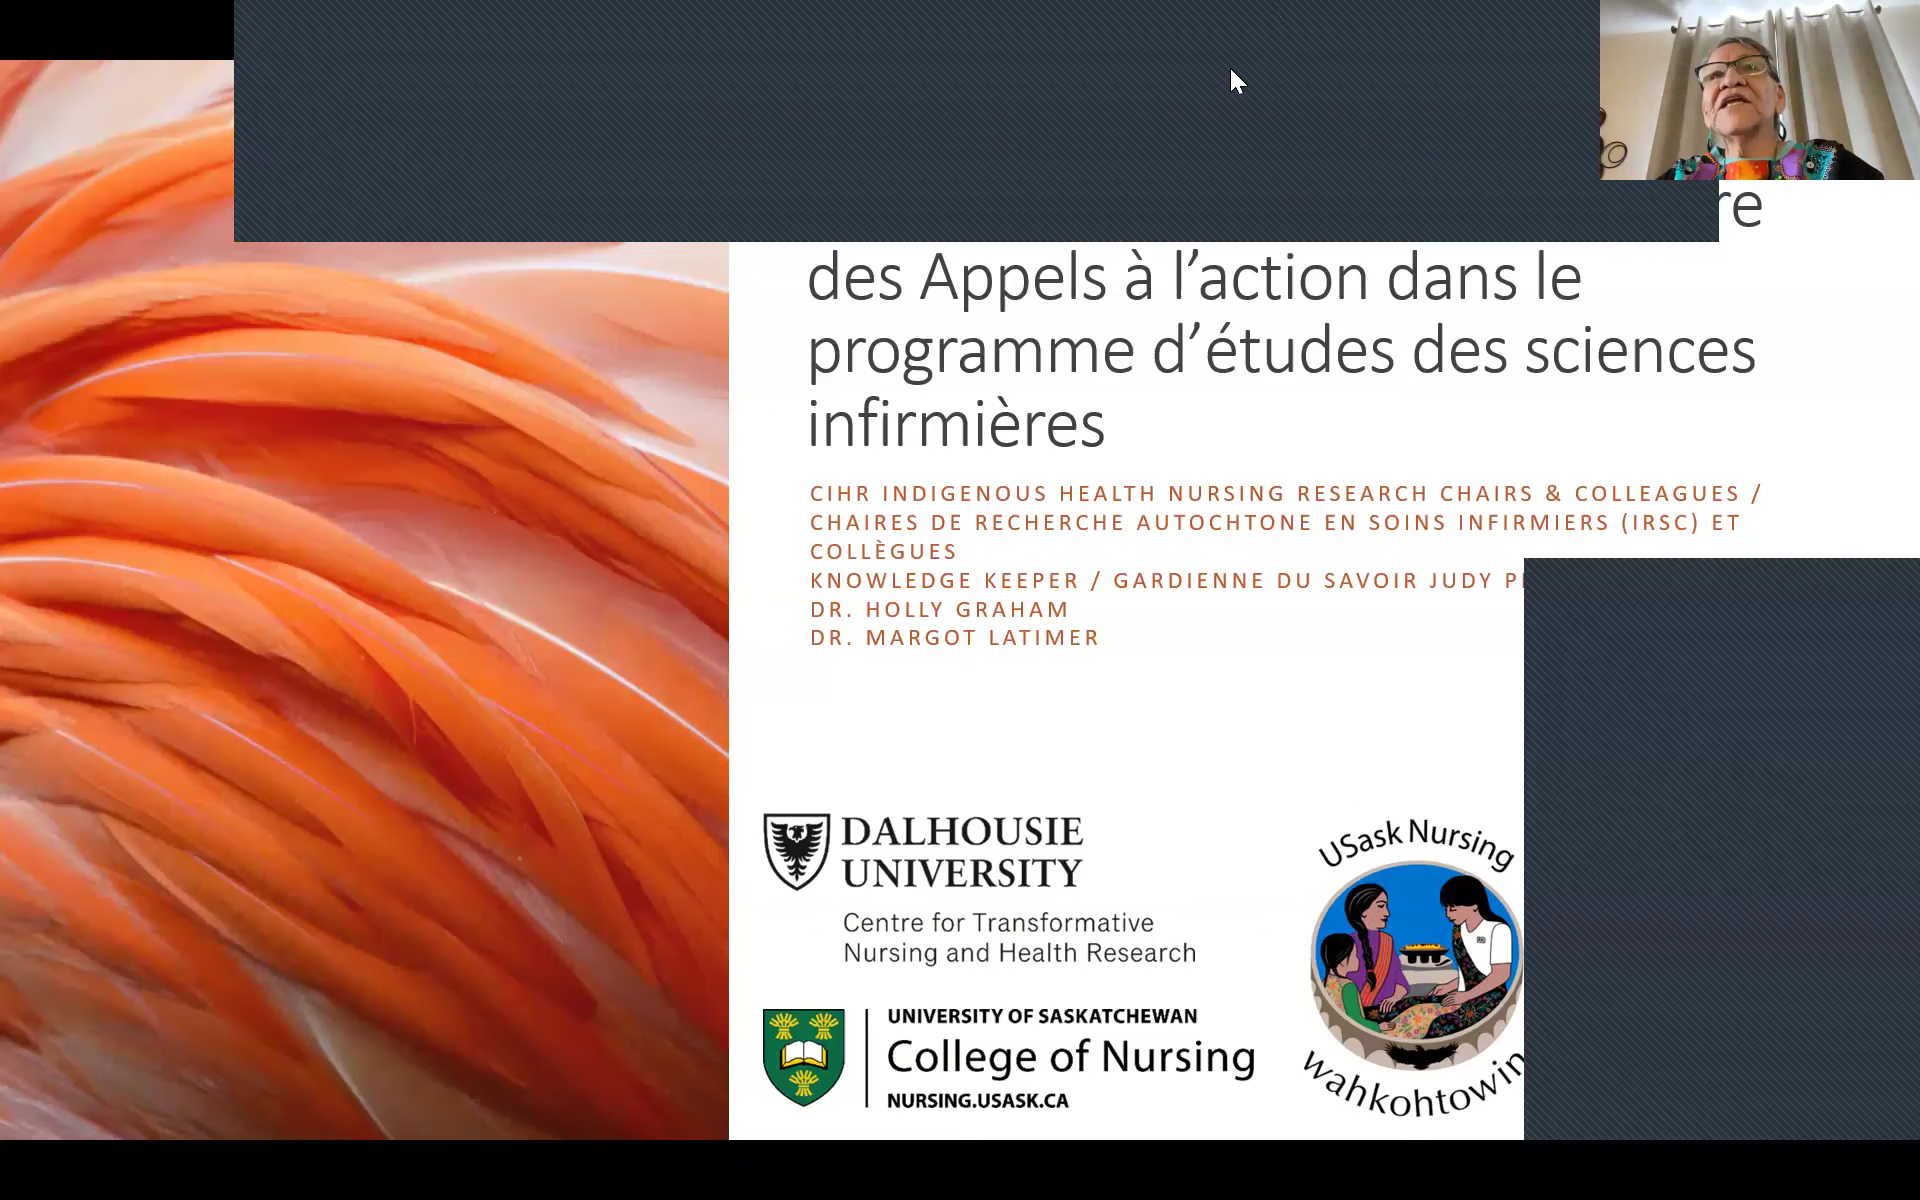 re
des Appels à l’action dans le
programme d’études des sciences
infirmières
CIHR INDIGENOUS HEALTH NURSING RESEARCH CHAIRS & COLLEAGUES /
CHAIRES DE RECHERCHE AUTOCHTONE EN SOINS INFIRMIERS (IRSC) ET
COLLÈGUES
KNOWLEDGE KEEPER / GARDIENNE DU SAVOIR JUDY
DR. HOLLY GRAHAM
DR. MARGOT LATIMER
DALHOUSIE
UNIVERSITY
Centre for Transformative
Nursing and Health Research
UNIVERSITY OF SASKATCHEWAN
College of Nursing
NURSING.USASK.CA
USask Nursing
wahkohtowin